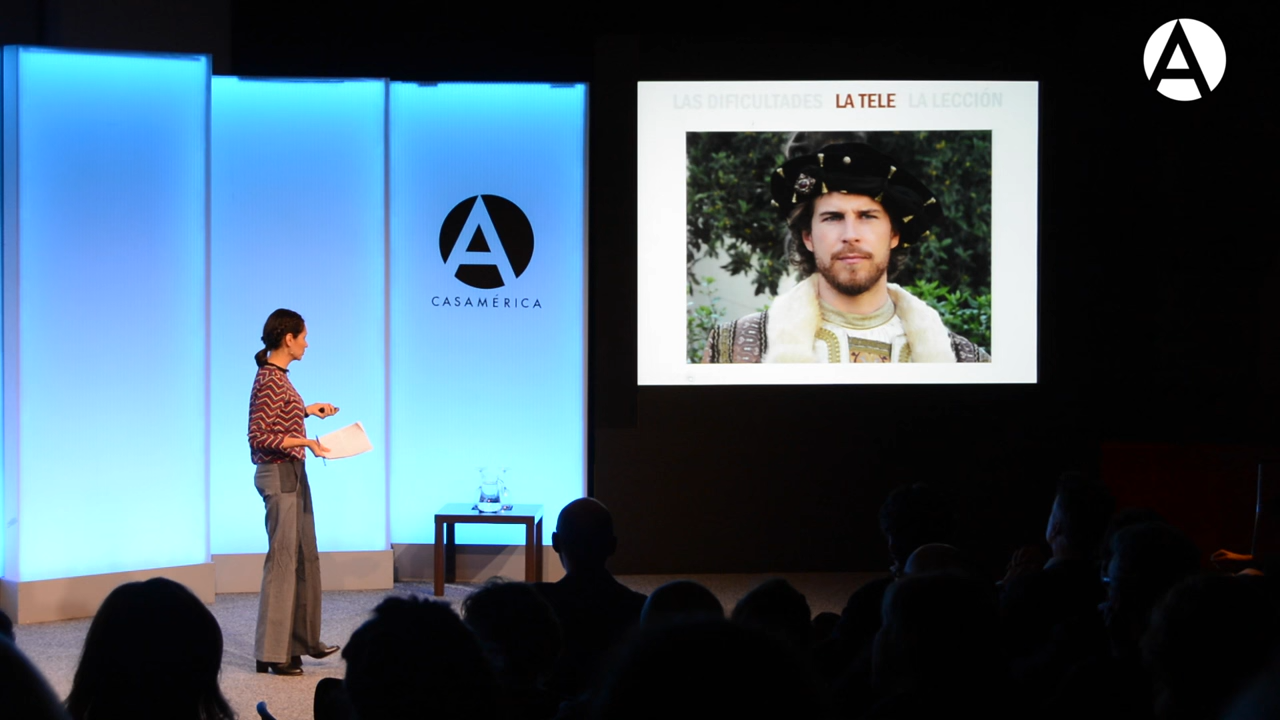 LAS DIFICULTADES LA TELE LA LECCIÓN
A
CASAMÉRICA
A